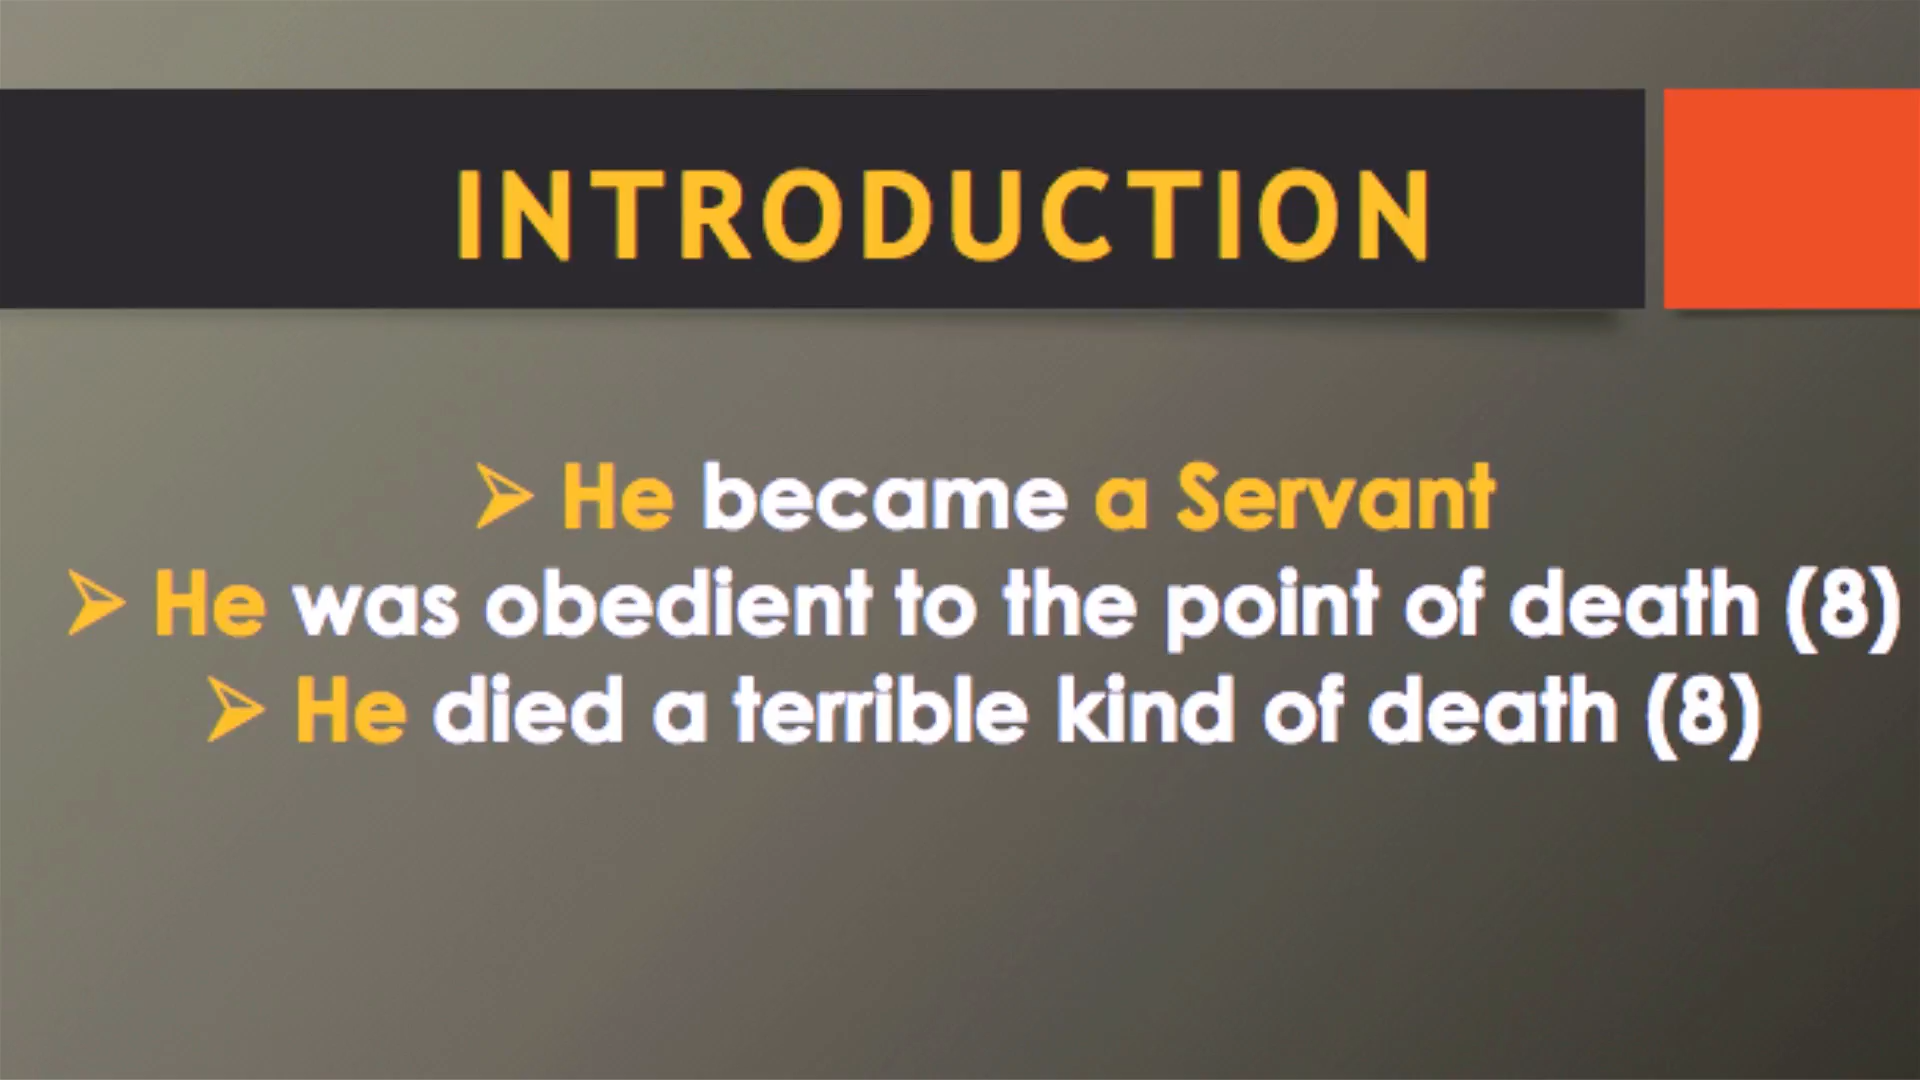 INTRODUCTION
➢ He became a Servant
➢ He was obedient to the point of death (8)
➢ He died a terrible kind of death (8)